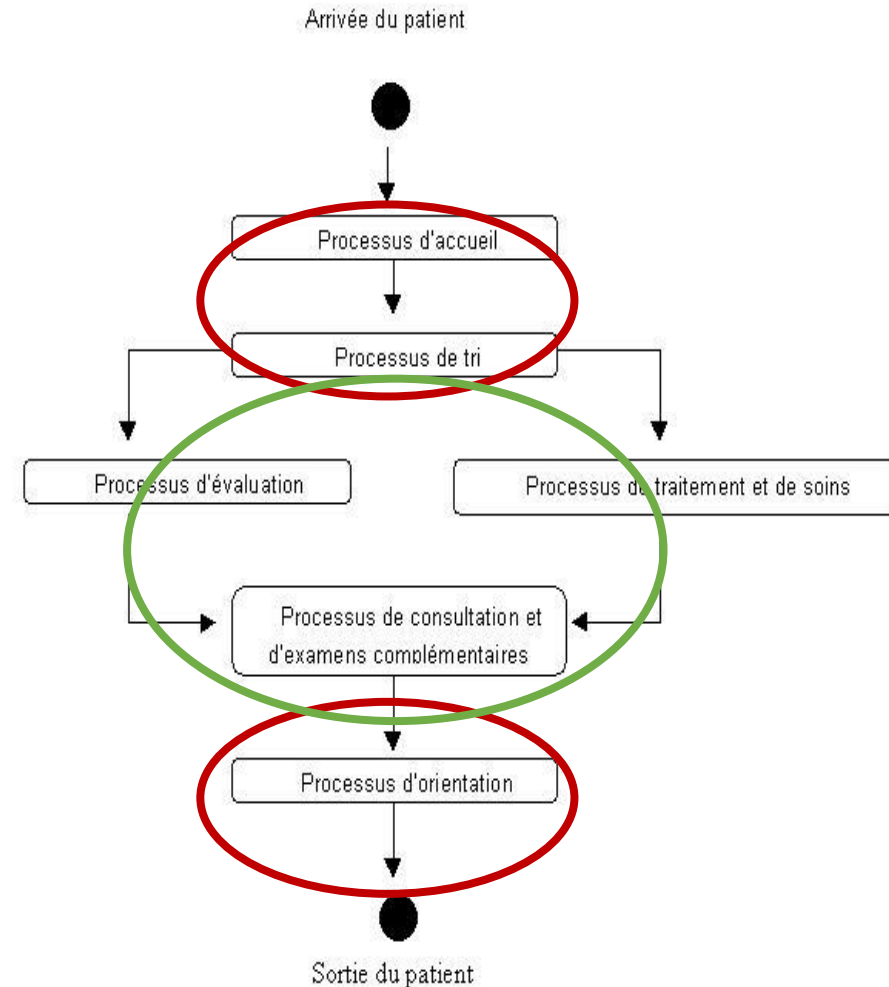 Arrivée du patient
Processus d'accueil
Processus de tri
Processus d'évaluation
Processus de traitement et de soins
Processus de consultation et
d'examens complémentaires
Processus d'orientation
Sortie du patient